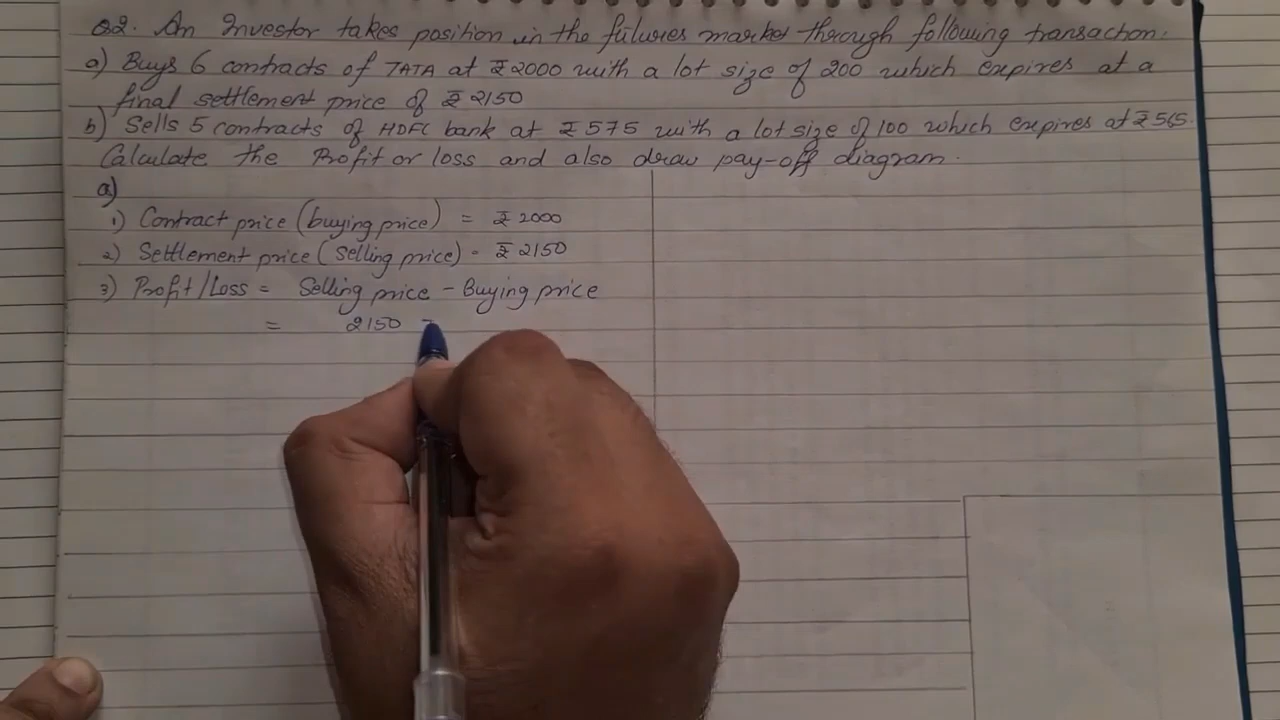 Q2. An Investor takes position in the futures market through following transaction:
a) Buys 6 contracts of TATA at ₹2000 with a lot size of 200 which expires at a
final settlement price of ₹2150
b) Sells 5 contracts of HDFC bank at ₹575 with a lot size of 100 which expires at ₹565.
Calculate the Profit or loss and also draw pay-off diagram.
a)
1) Contract price (buying price) = ₹2000
2) Settlement price (selling price) = ₹2150
3) Profit/Loss = Selling price - Buying price
= 2150 -